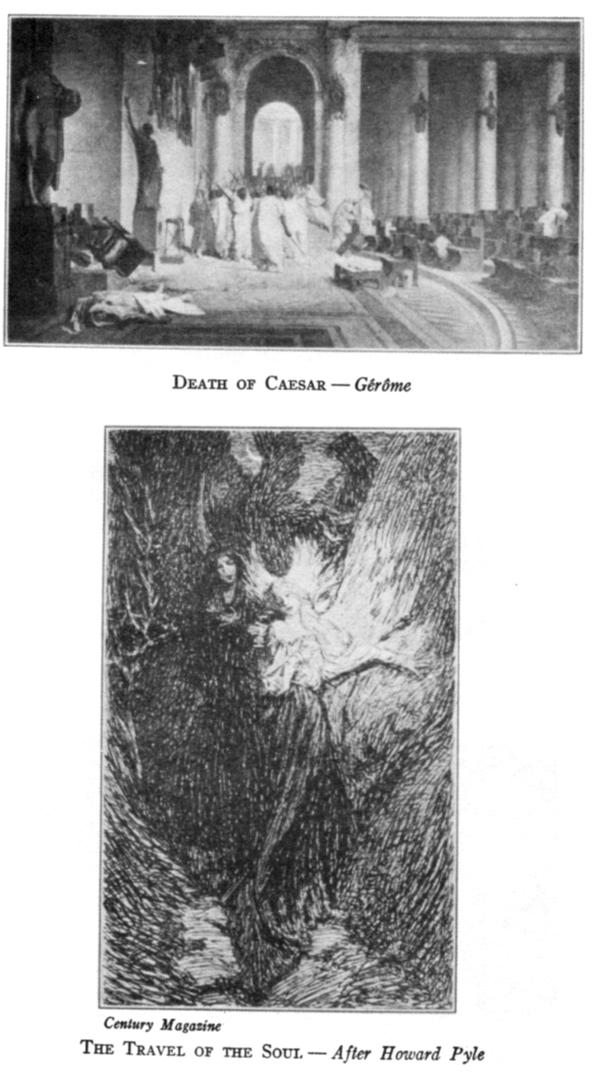 Death of Caesar — Gérôme
Century Magazine
The Travel of the Soul — After Howard Pyle